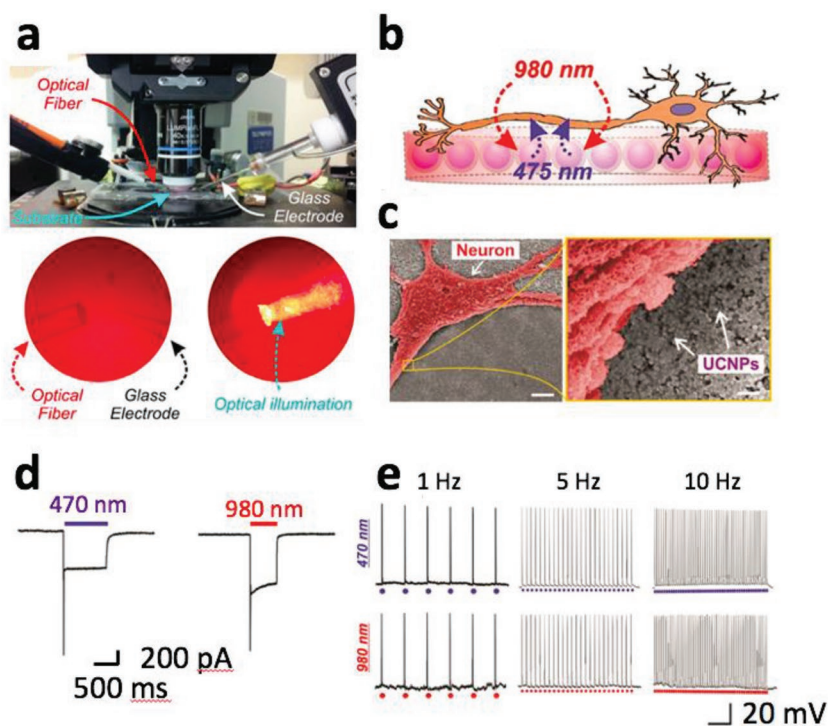 a
Optical
Fiber
Substrate
Glass
Electrode
Optical
Fiber
Glass
Electrode
Optical illumination
b
980 nm
475 nm
c
Neuron
UCNPs
d
470 nm
980 nm
200 pA
500 ms
e
1 Hz
5 Hz
10 Hz
470 nm
980 nm
20 mV